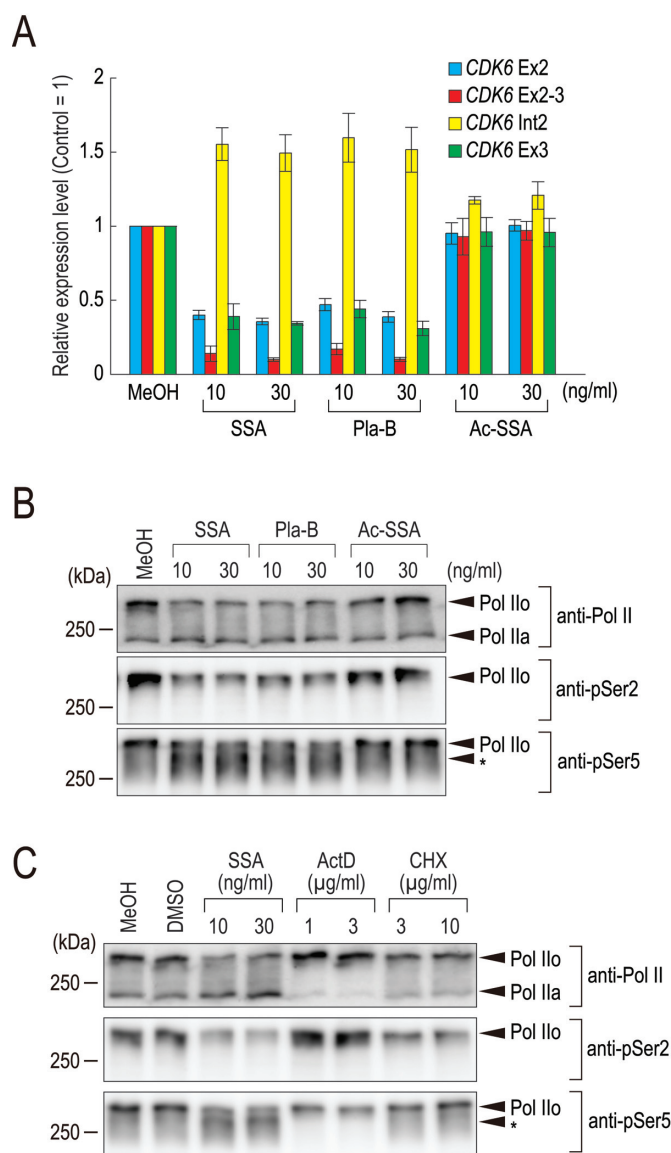 A
Relative expression level (Control = 1)
2
1.5
1
0.5
0
CDK6 Ex2
CDK6 Ex2-3
CDK6 Int2
CDK6 Ex3
MeOH 10 30 10 30 10 30 (ng/ml)
SSA Pla-B Ac-SSA
B
MeOH SSA Pla-B Ac-SSA
(kDa) 10 30 10 30 10 30 (ng/ml)
Pol IIo
250
Pol IIa
anti-Pol II
Pol IIo
250
anti-pSer2
Pol IIo
*
250
anti-pSer5
C
MeOH DMSO SSA ActD CHX
(ng/ml) (µg/ml) (µg/ml)
(kDa) 10 30 1 3 3 10
Pol IIo
250
Pol IIa
anti-Pol II
Pol IIo
250
anti-pSer2
Pol IIo
*
250
anti-pSer5